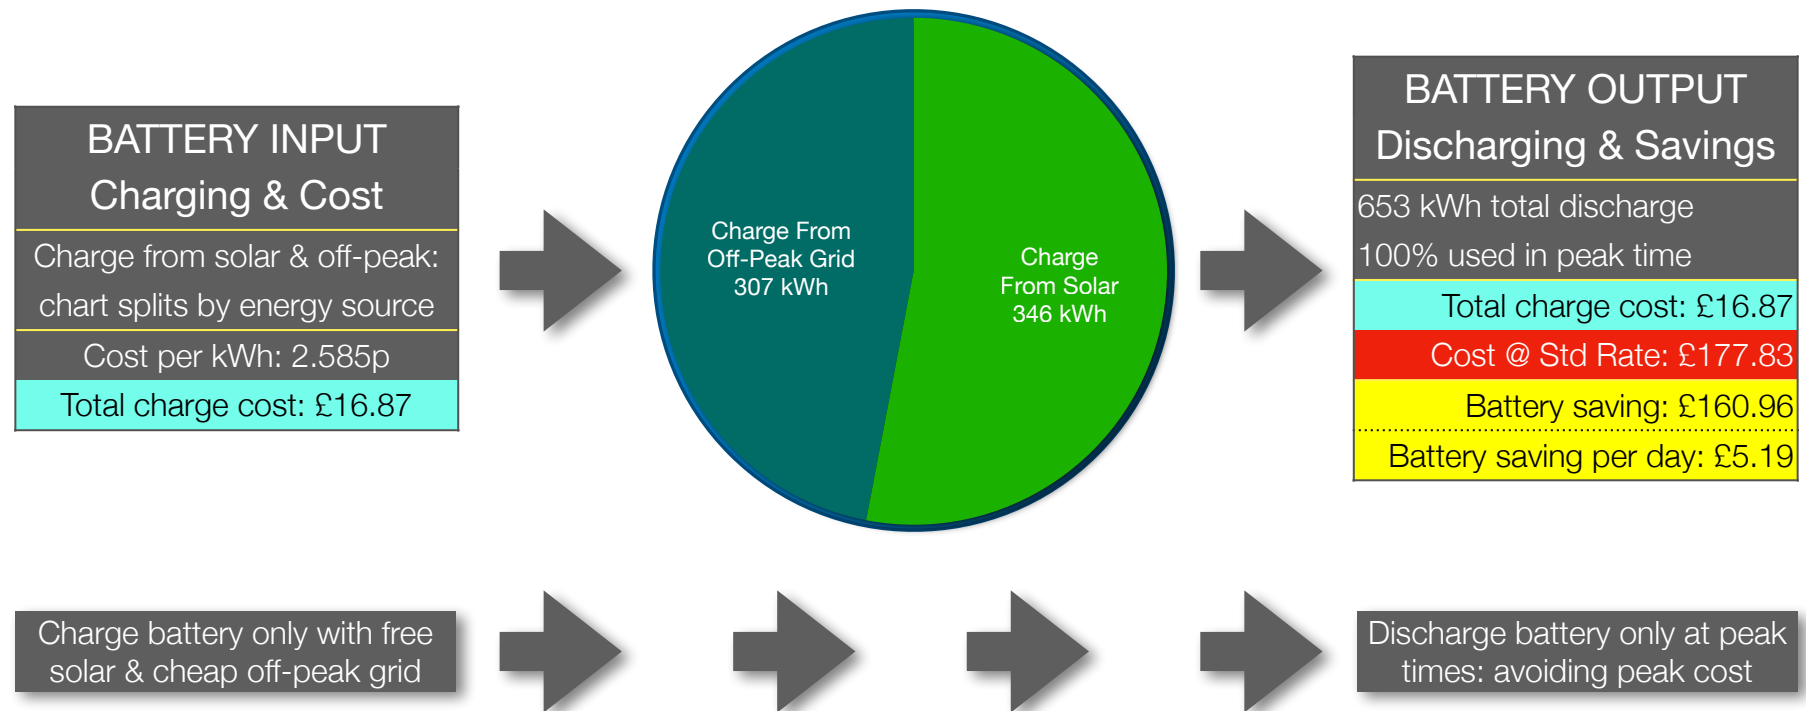 BATTERY INPUT
Charging & Cost
Charge from solar & off-peak:
chart splits by energy source
Cost per kWh: 2.585p
Total charge cost: £16.87
Charge From
Off-Peak Grid
307 kWh
Charge
From Solar
346 kWh
BATTERY OUTPUT
Discharging & Savings
653 kWh total discharge
100% used in peak time
Total charge cost: £16.87
Cost @ Std Rate: £177.83
Battery saving: £160.96
Battery saving per day: £5.19
Charge battery only with free
solar & cheap off-peak grid
Discharge battery only at peak
times: avoiding peak cost